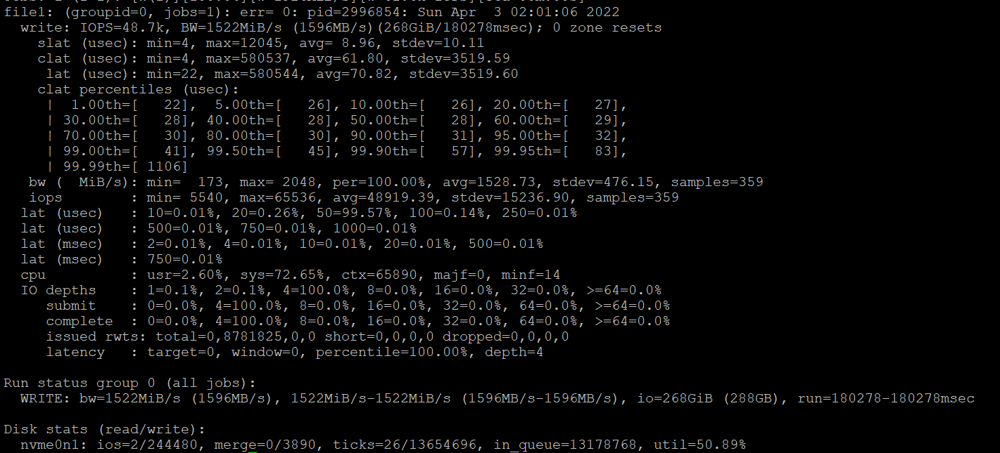 file1: (groupid=0, jobs=1): err= 0: pid=2996854: Sun Apr  3 02:01:06 2022
  write: IOPS=48.7k, BW=1522MiB/s (1596MB/s)(268GiB/180278msec); 0 zone resets
    slat (usec): min=4, max=12045, avg= 8.96, stdev=10.11
    clat (usec): min=4, max=580537, avg=61.80, stdev=3519.59
     lat (usec): min=22, max=580544, avg=70.82, stdev=3519.60
    clat percentiles (usec):
     |  1.00th=[   22],  5.00th=[   26], 10.00th=[   26], 20.00th=[   27],
     | 30.00th=[   28], 40.00th=[   28], 50.00th=[   28], 60.00th=[   29],
     | 70.00th=[   30], 80.00th=[   30], 90.00th=[   31], 95.00th=[   32],
     | 99.00th=[   41], 99.50th=[   45], 99.90th=[   57], 99.95th=[   83],
     | 99.99th=[ 1106]
   bw (  MiB/s): min=  173, max= 2048, per=100.00%, avg=1528.73, stdev=476.15, samples=359
   iops        : min= 5540, max=65536, avg=48919.39, stdev=15236.90, samples=359
  lat (usec)   : 10=0.01%, 20=0.26%, 50=99.57%, 100=0.14%, 250=0.01%
  lat (usec)   : 500=0.01%, 750=0.01%, 1000=0.01%
  lat (msec)   : 2=0.01%, 4=0.01%, 10=0.01%, 20=0.01%, 500=0.01%
  lat (msec)   : 750=0.01%
  cpu          : usr=2.60%, sys=72.65%, ctx=65890, majf=0, minf=14
  IO depths    : 1=0.1%, 2=0.1%, 4=100.0%, 8=0.0%, 16=0.0%, 32=0.0%, >=64=0.0%
     submit    : 0=0.0%, 4=100.0%, 8=0.0%, 16=0.0%, 32=0.0%, 64=0.0%, >=64=0.0%
     complete  : 0=0.0%, 4=100.0%, 8=0.0%, 16=0.0%, 32=0.0%, 64=0.0%, >=64=0.0%
     issued rwts: total=0,8781825,0,0 short=0,0,0,0 dropped=0,0,0,0
     latency   : target=0, window=0, percentile=100.00%, depth=4

Run status group 0 (all jobs):
  WRITE: bw=1522MiB/s (1596MB/s), 1522MiB/s-1522MiB/s (1596MB/s-1596MB/s), io=268GiB (288GB), run=180278-180278msec

Disk stats (read/write):
  nvme0n1: ios=2/244480, merge=0/3890, ticks=26/13654696, in_queue=13178768, util=50.89%